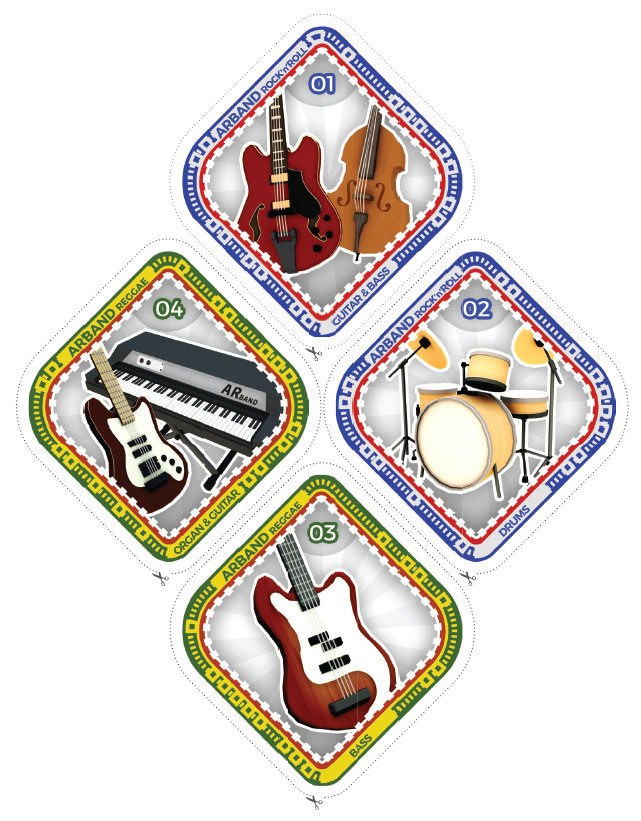 01
ARBAND ROCK'n'ROLL
GUITAR & BASS
04
ARBAND REGGAE
AR BAND
ORGAN & GUITAR
02
ARBAND ROCK'n'ROLL
DRUMS
03
ARBAND REGGAE
BASS